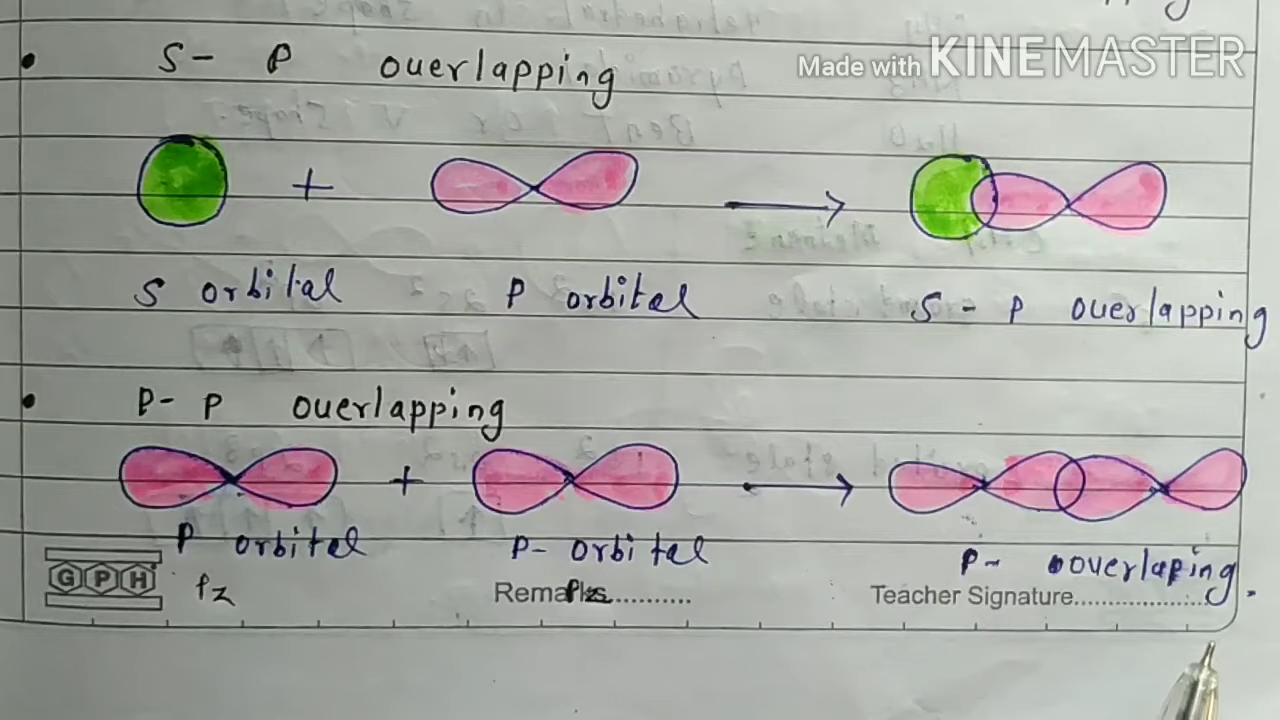 Made with KINEMASTER
• S- P overlapping
+
S orbital P orbital S - P overlapping
• P- P overlapping
+
P orbital P- orbital P- overlaping.
GPH Pz Remarks Pz........... Teacher Signature....................